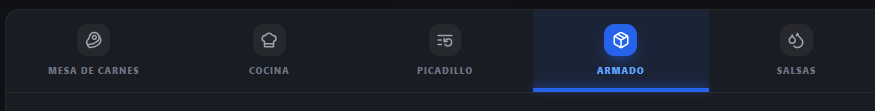 MESA DE CARNES
COCINA
PICADILLO
ARMADO
SALSAS